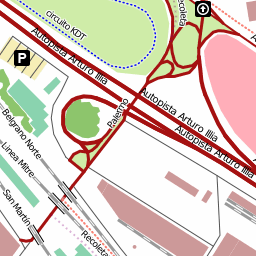 circuito KDT
Recoleta
P
Autopista Arturo Illia
Autopista Arturo Illia
Autopista Arturo Illia
Palermo
Belgrano Norte
Línea Mitre
San Martín
Recoleta